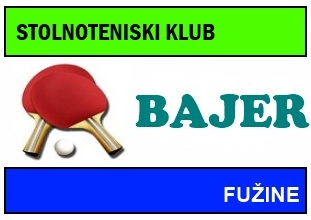 STOLNOTENISKI KLUB
BAJER
FUŽINE